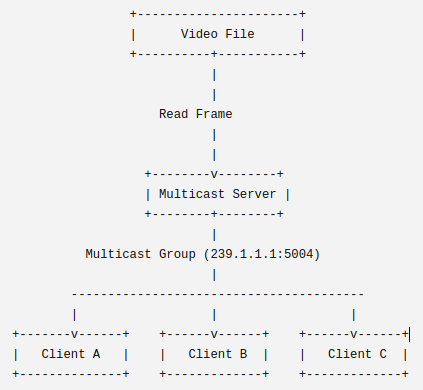 Video File
Read Frame
Multicast Server
Multicast Group (239.1.1.1:5004)
Client A Client B Client C